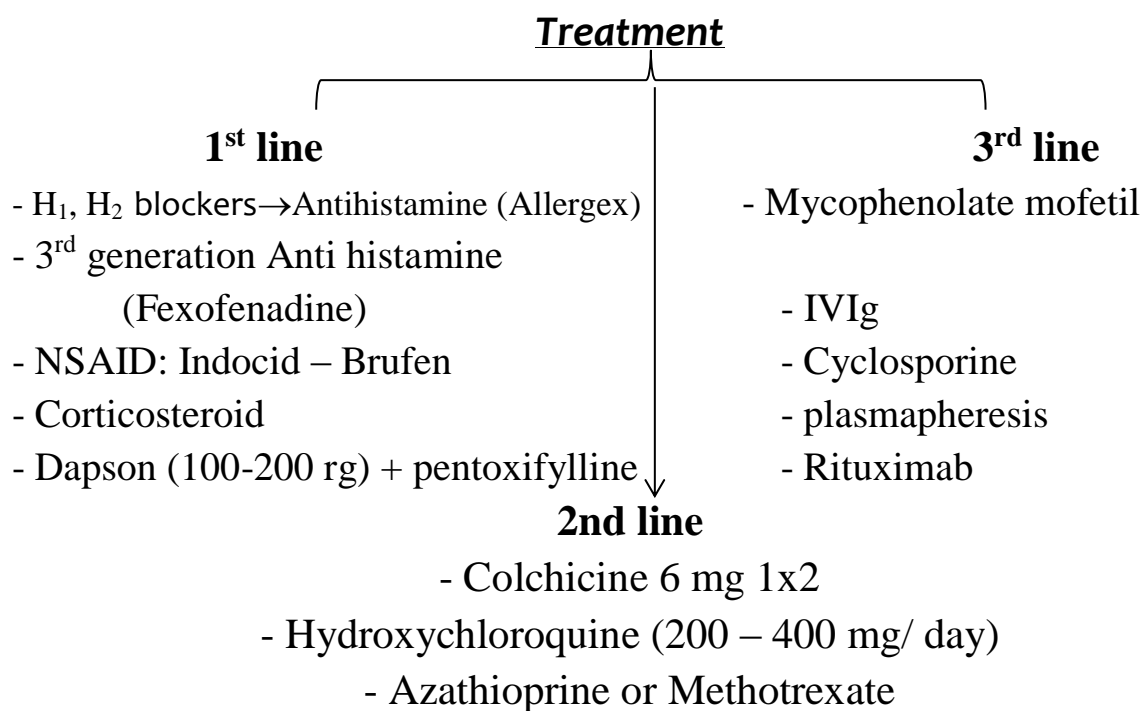 Treatment
1st line
- H₁, H₂ blockers→Antihistamine (Allergex)
- 3rd generation Anti histamine
(Fexofenadine)
- NSAID: Indocid – Brufen
- Corticosteroid
- Dapson (100-200 rg) + pentoxifylline
3rd line
- Mycophenolate mofetil
- IVIg
- Cyclosporine
- plasmapheresis
- Rituximab
2nd line
- Colchicine 6 mg 1x2
- Hydroxychloroquine (200 – 400 mg/ day)
- Azathioprine or Methotrexate